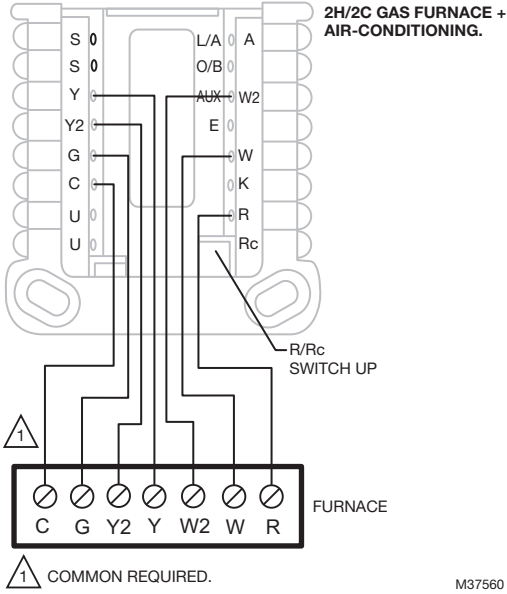 2H/2C GAS FURNACE +
AIR-CONDITIONING.
S
S
Y
Y2
G
C
U
U
L/A A
O/B
AUX W2
E
W
K
R
Rc
R/Rc
SWITCH UP
1
C G Y2 Y W2 W R
FURNACE
1 COMMON REQUIRED.
M37560